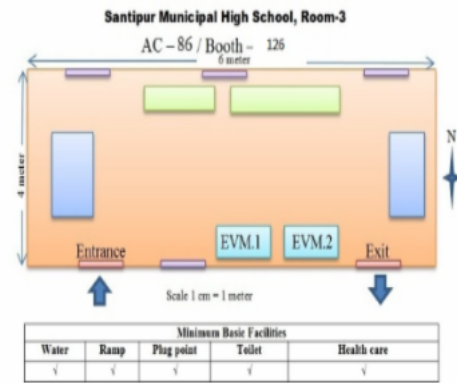 Santipur Municipal High School, Room-3
AC – 86 / Booth – 126
6 meter
4 meter
N
EVM.1 EVM.2
Entrance Exit
Scale 1 cm = 1 meter
Minimum Basic Facilities
Water Ramp Plug point Toilet Health care
√ √ √ √ √